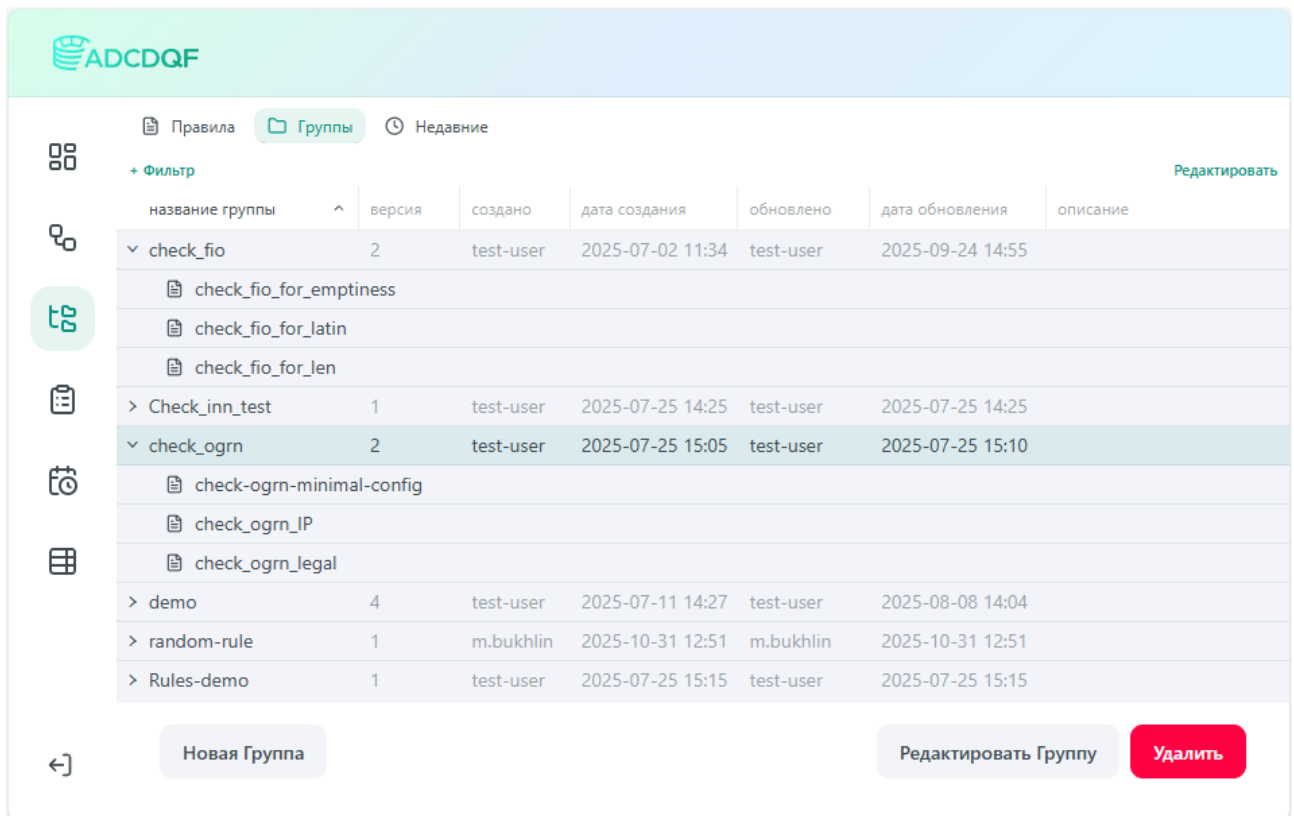 ADCDQF
Правила Группы Недавние
+ Фильтр Редактировать
название группы версия создано дата создания обновлено дата обновления описание
check_fio 2 test-user 2025-07-02 11:34 test-user 2025-09-24 14:55
check_fio_for_emptiness
check_fio_for_latin
check_fio_for_len
Check_inn_test 1 test-user 2025-07-25 14:25 test-user 2025-07-25 14:25
check_ogrn 2 test-user 2025-07-25 15:05 test-user 2025-07-25 15:10
check-ogrn-minimal-config
check_ogrn_IP
check_ogrn_legal
demo 4 test-user 2025-07-11 14:27 test-user 2025-08-08 14:04
random-rule 1 m.bukhlin 2025-10-31 12:51 m.bukhlin 2025-10-31 12:51
Rules-demo 1 test-user 2025-07-25 15:15 test-user 2025-07-25 15:15
Новая Группа Редактировать Группу Удалить